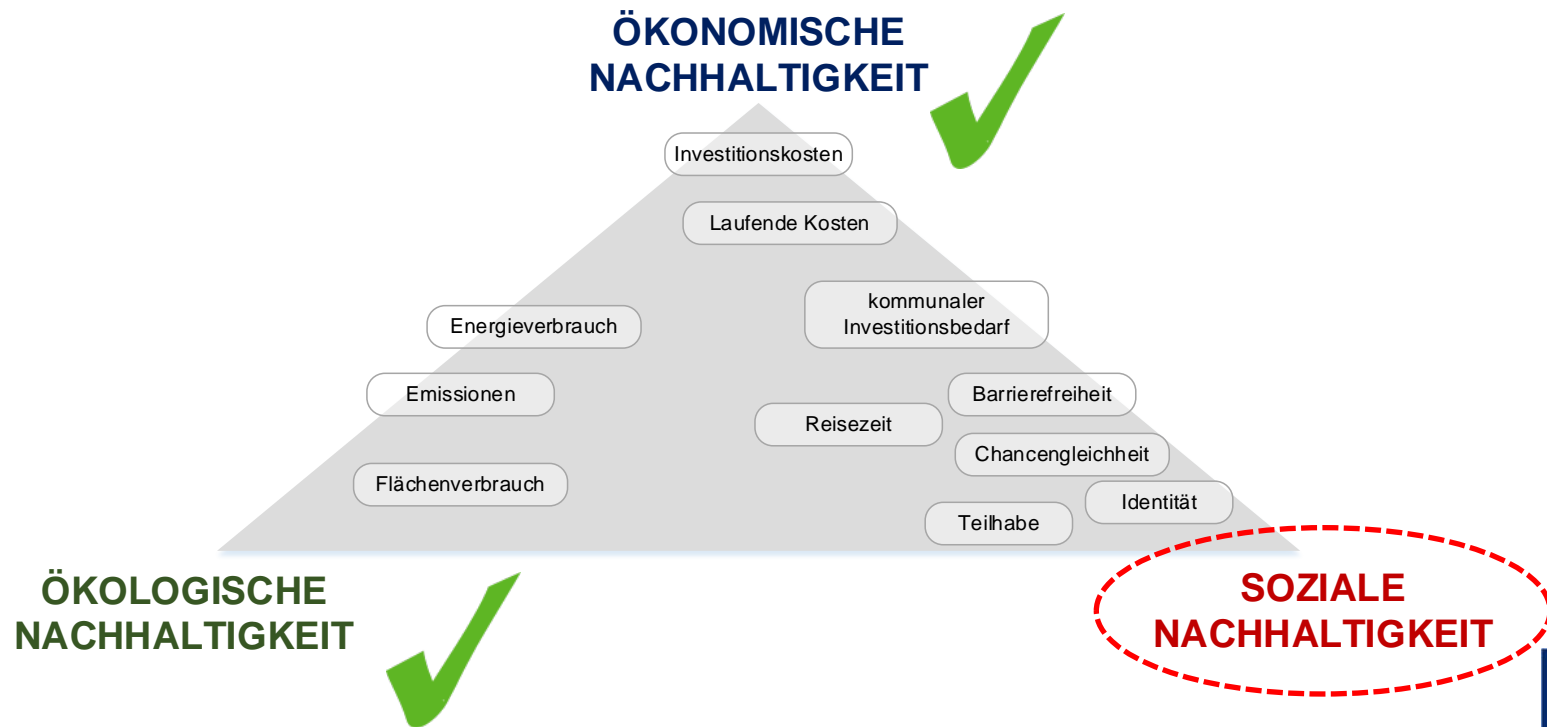 ÖKONOMISCHE
NACHHALTIGKEIT
Investitionskosten
Laufende Kosten
kommunaler
Investitionsbedarf
Energieverbrauch
Emissionen
Barrierefreiheit
Reisezeit
Chancengleichheit
Flächenverbrauch
Identität
Teilhabe
ÖKOLOGISCHE
NACHHALTIGKEIT
SOZIALE
NACHHALTIGKEIT